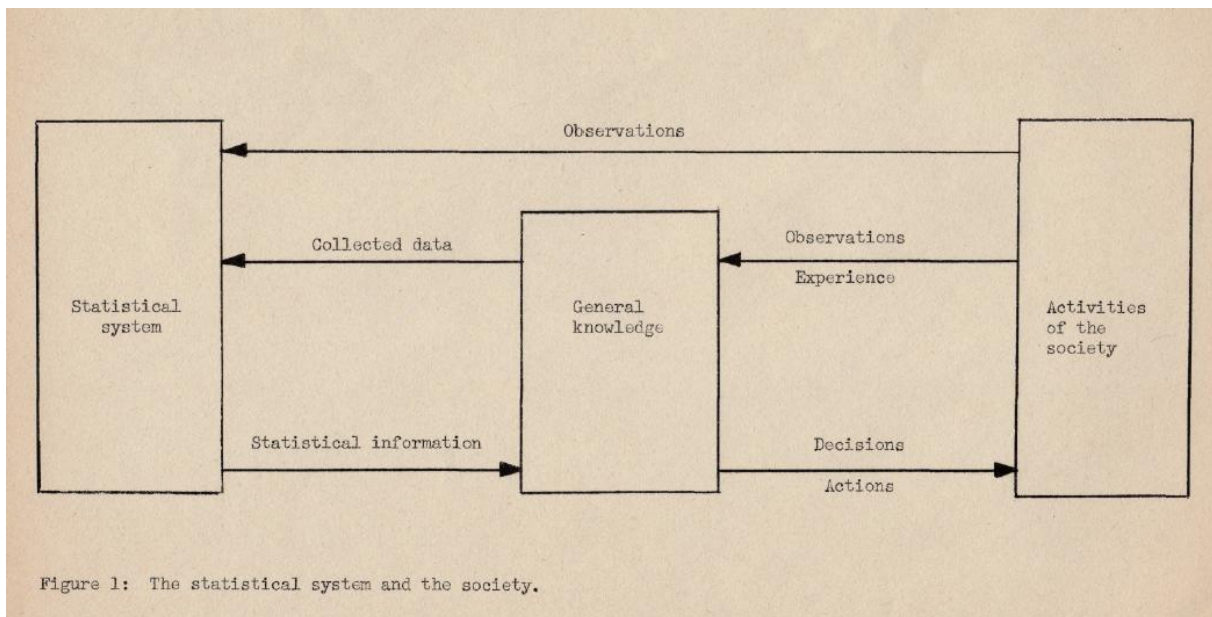 Observations
Collected data
Observations
Experience
Statistical
system
General
knowledge
Activities
of the
society
Statistical information
Decisions
Actions
Figure 1: The statistical system and the society.